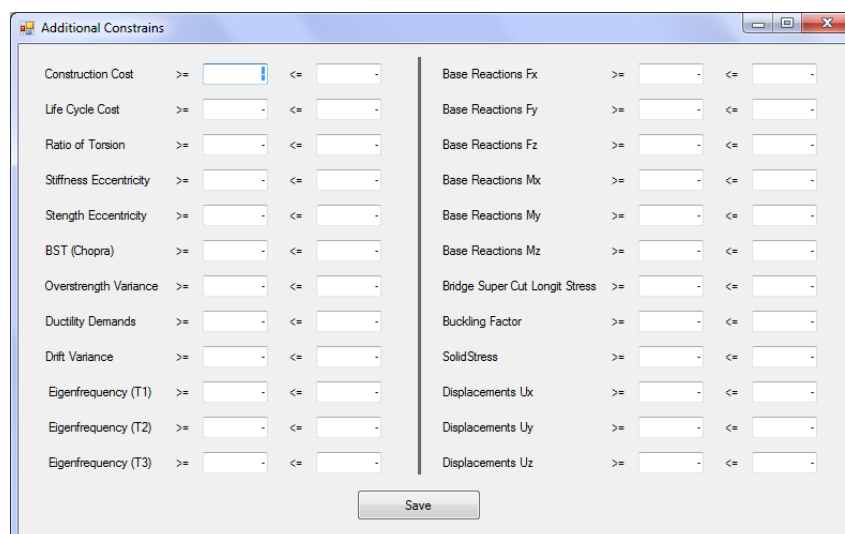 Additional Constrains
Construction Cost >= - <= -
Life Cycle Cost >= - <= -
Ratio of Torsion >= - <= -
Stiffness Eccentricity >= - <= -
Stength Eccentricity >= - <= -
BST (Chopra) >= - <= -
Overstrength Variance >= - <= -
Ductility Demands >= - <= -
Drift Variance >= - <= -
Eigenfrequency (T1) >= - <= -
Eigenfrequency (T2) >= - <= -
Eigenfrequency (T3) >= - <= -
Base Reactions Fx >= - <= -
Base Reactions Fy >= - <= -
Base Reactions Fz >= - <= -
Base Reactions Mx >= - <= -
Base Reactions My >= - <= -
Base Reactions Mz >= - <= -
Bridge Super Cut Longit Stress >= - <= -
Buckling Factor >= - <= -
SolidStress >= - <= -
Displacements Ux >= - <= -
Displacements Uy >= - <= -
Displacements Uz >= - <= -
Save